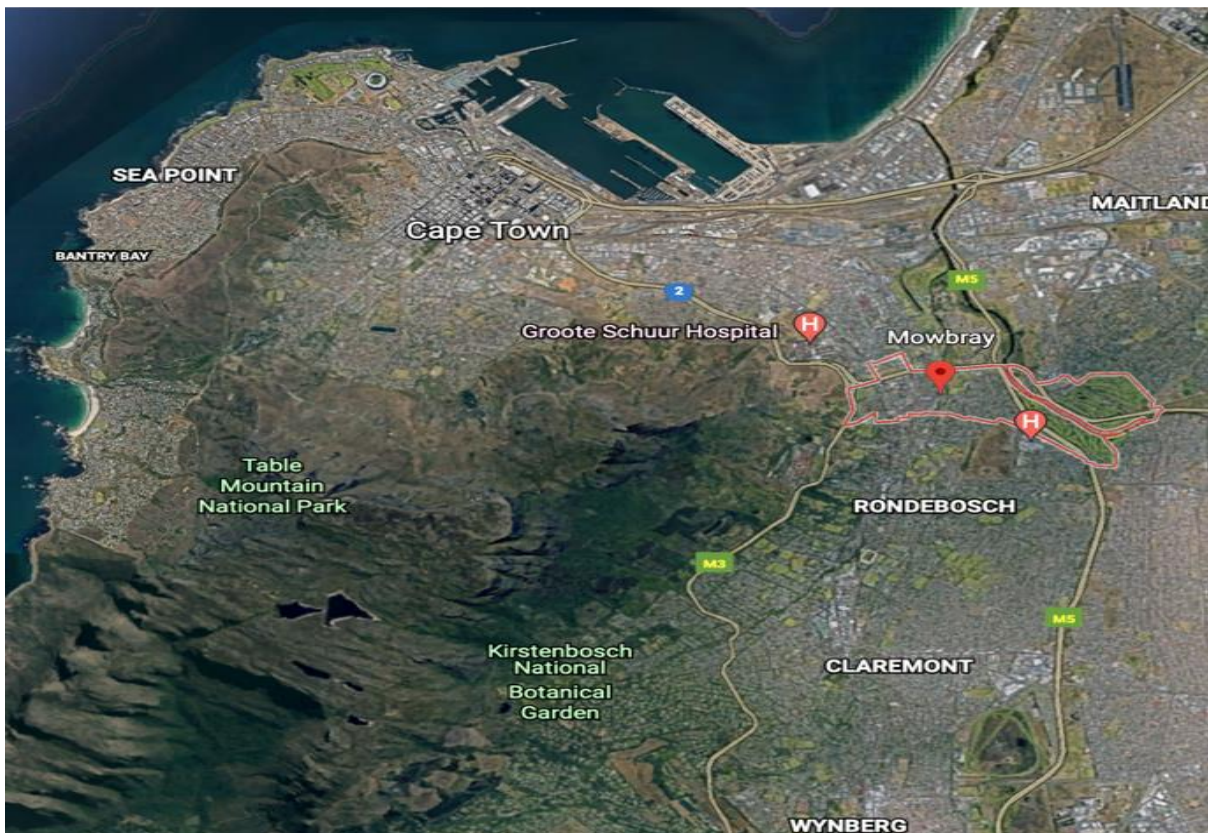 SEA POINT
MAITLAND
Cape Town
BANTRY BAY
M5
2
Groote Schuur Hospital
H
Mowbray
H
Table
Mountain
National Park
RONDEBOSCH
M3
M5
Kirstenbosch
National
Botanical
Garden
CLAREMONT
WYNBERG